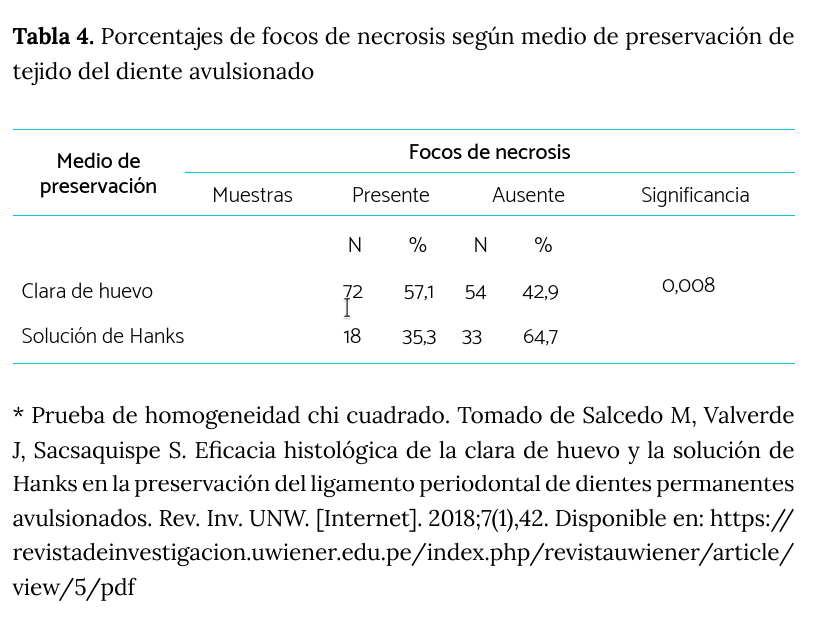 Tabla 4. Porcentajes de focos de necrosis según medio de preservación de
tejido del diente avulsionado
Medio de preservación
Focos de necrosis
Muestras Presente Ausente Significancia
N % N %
Clara de huevo 72 57,1 54 42,9 0,008
Solución de Hanks 18 35,3 33 64,7
* Prueba de homogeneidad chi cuadrado. Tomado de Salcedo M, Valverde
J, Sacsaquispe S. Eficacia histológica de la clara de huevo y la solución de
Hanks en la preservación del ligamento periodontal de dientes permanentes
avulsionados. Rev. Inv. UNW. [Internet]. 2018;7(1),42. Disponible en: https://
revistadeinvestigacion.uwiener.edu.pe/index.php/revistauwiener/article/
view/5/pdf